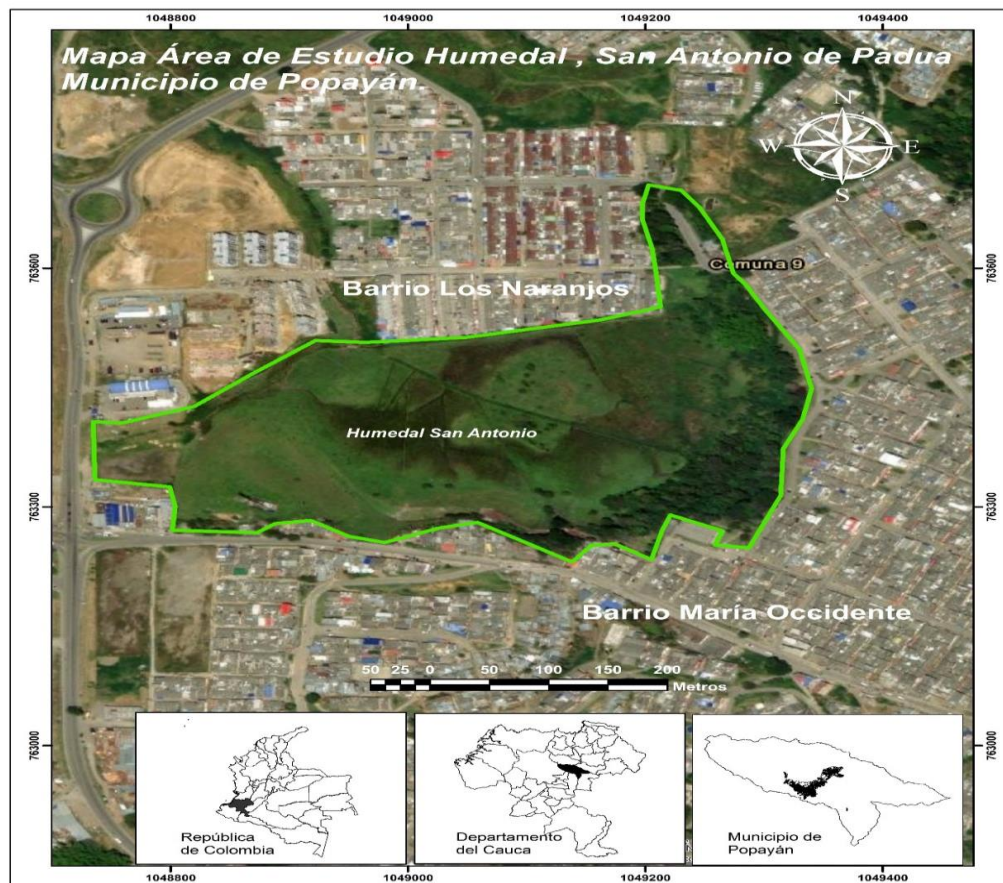 1048800 1049000 1049200 1049400
Mapa Área de Estudio Humedal , San Antonio de Padua
Municipio de Popayán.
N
W E
S
763600 763600
Comuna 9
Barrio Los Naranjos
Humedal San Antonio
763300 763300
Barrio María Occidente
50 25 0 50 100 150 200
Metros
763000 763000
República
de Colombia
Departamento
del Cauca
Municipio de
Popayán
1048800 1049000 1049200 1049400